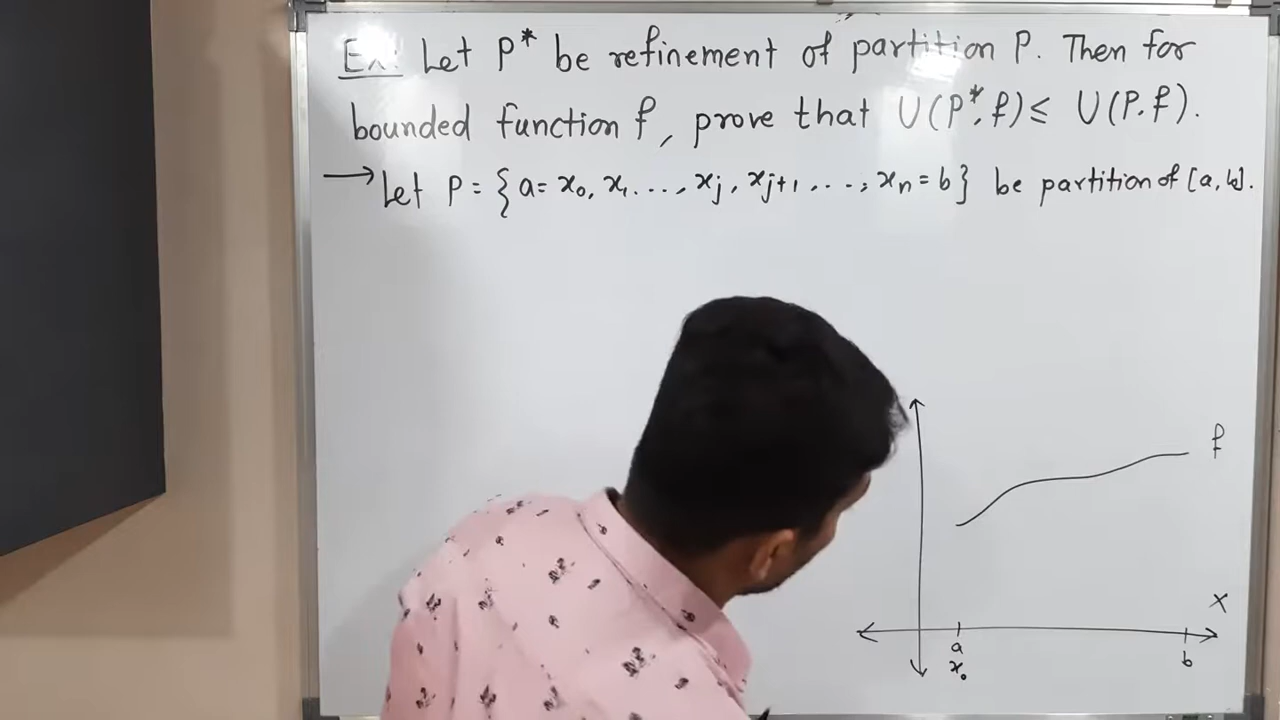 Ex: Let P* be refinement of partition P. Then for
bounded function f, prove that U(P*, f) ≤ U(P, f).
→ Let P = {a = x₀, x₁ ..., xⱼ, xⱼ₊₁, ..., xₙ = b} be partition of [a, b].
f
X
a
b
x₀